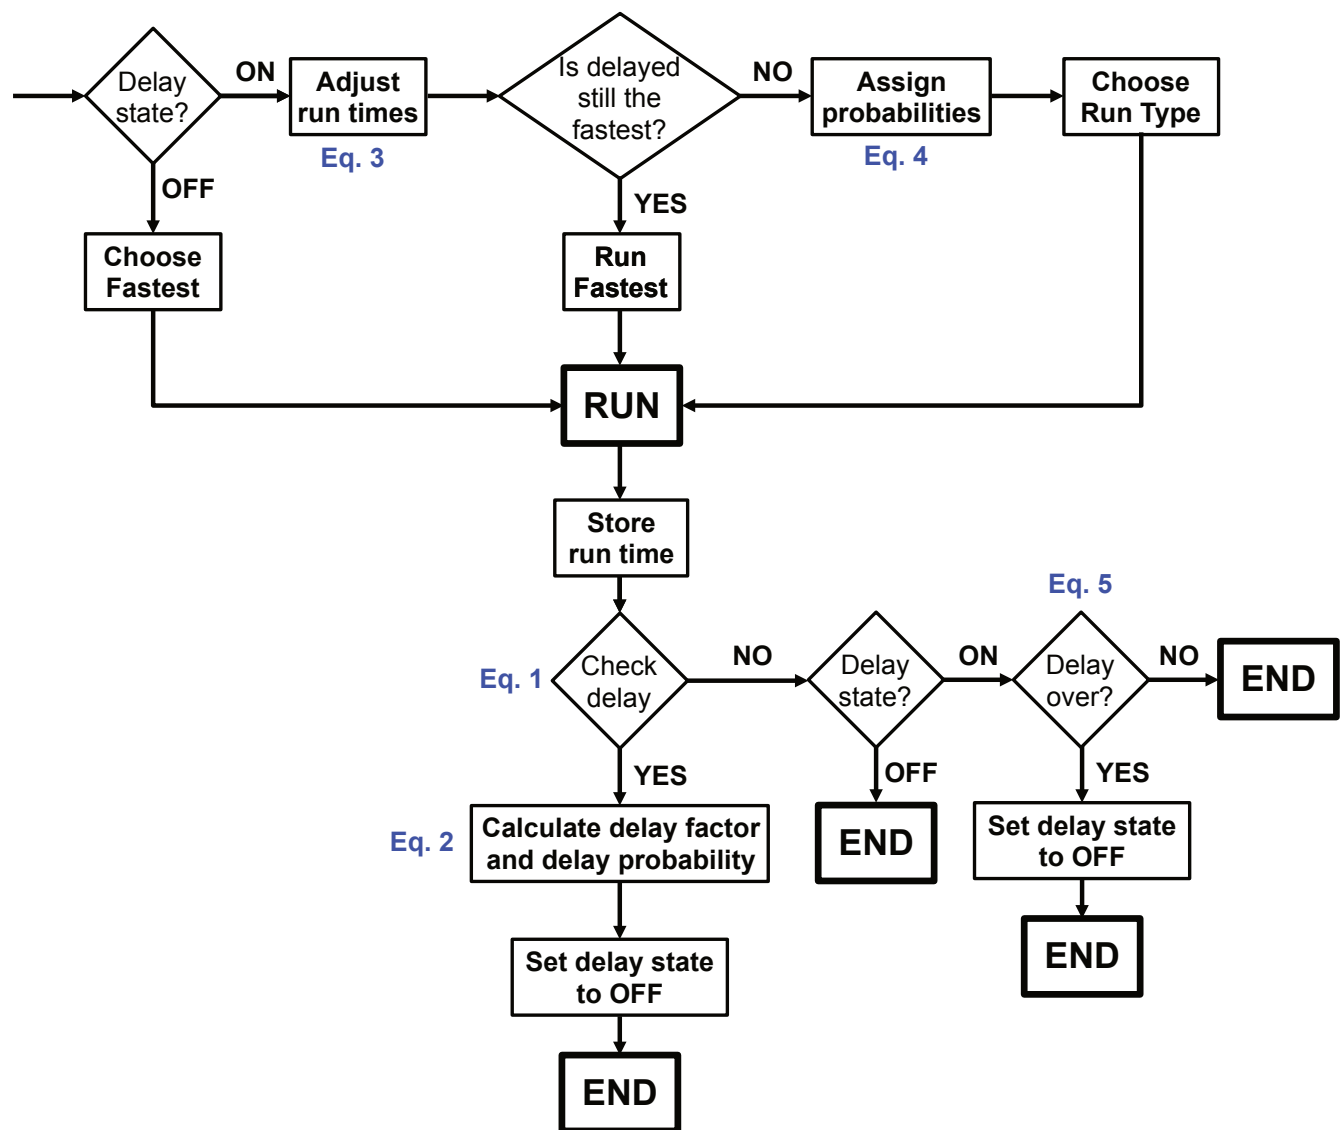 Delay
state?
ON
Adjust
run times
Eq. 3
Is delayed
still the
fastest?
NO
Assign
probabilities
Eq. 4
Choose
Run Type
OFF
Choose
Fastest
YES
Run
Fastest
RUN
Store
run time
Eq. 1
Check
delay
NO
Delay
state?
ON
Eq. 5
Delay
over?
NO
END
YES
OFF
YES
Eq. 2
Calculate delay factor
and delay probability
END
Set delay state
to OFF
Set delay state
to OFF
END
END